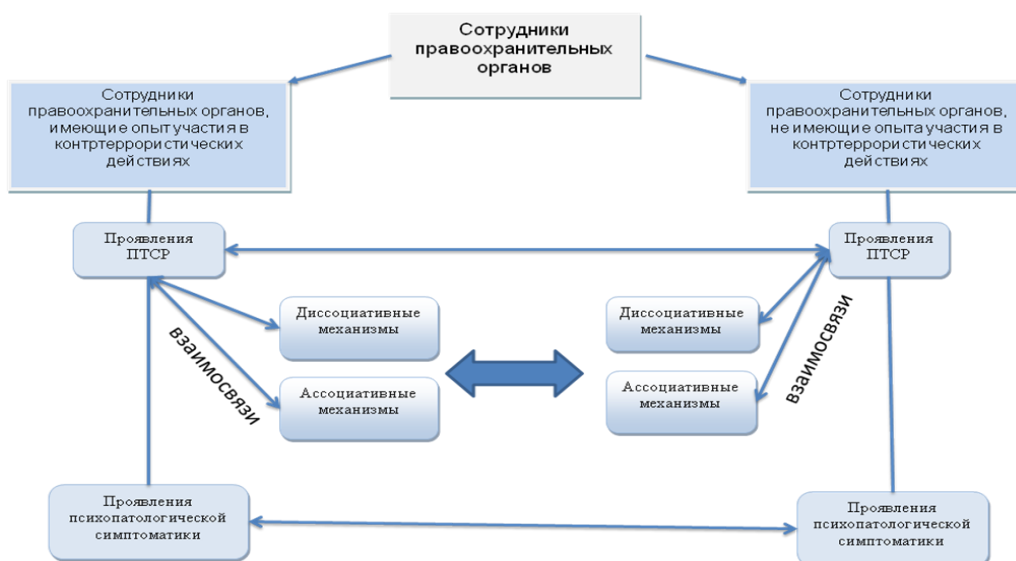 Сотрудники
правоохранительных
органов
Сотрудники
правоохранительных органов,
имеющие опыт участия в
контртеррористических
действиях
Сотрудники
правоохранительных органов,
не имеющие опыта участия в
контртеррористических
действиях
Проявления
ПТСР
Проявления
ПТСР
Диссоциативные
механизмы
Диссоциативные
механизмы
взаимосвязи
взаимосвязи
Ассоциативные
механизмы
Ассоциативные
механизмы
Проявления
психопатологической
симптоматики
Проявления
психопатологической
симптоматики